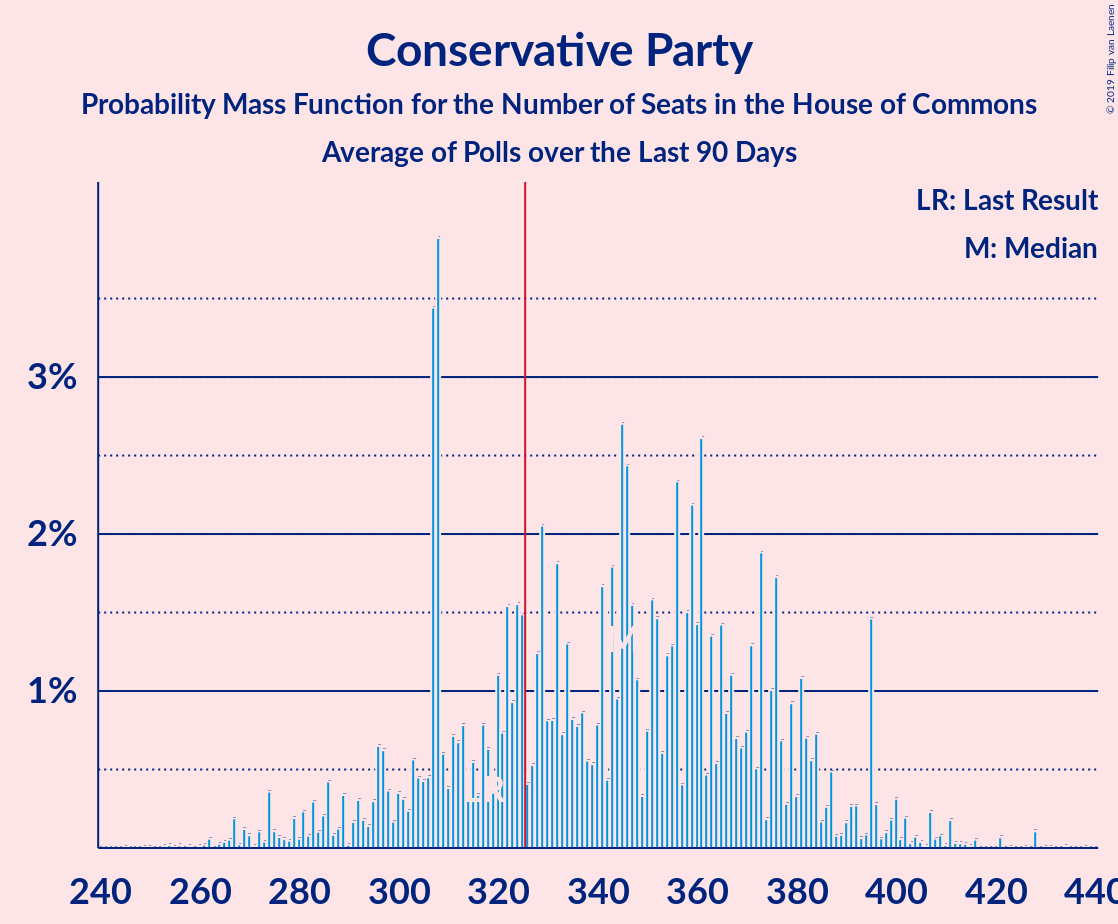 Conservative Party
Probability Mass Function for the Number of Seats in the House of Commons
Average of Polls over the Last 90 Days
© 2019 Filip van Laenen
LR: Last Result
M: Median
3%
2%
1%
M
LR
240 260 280 300 320 340 360 380 400 420 440